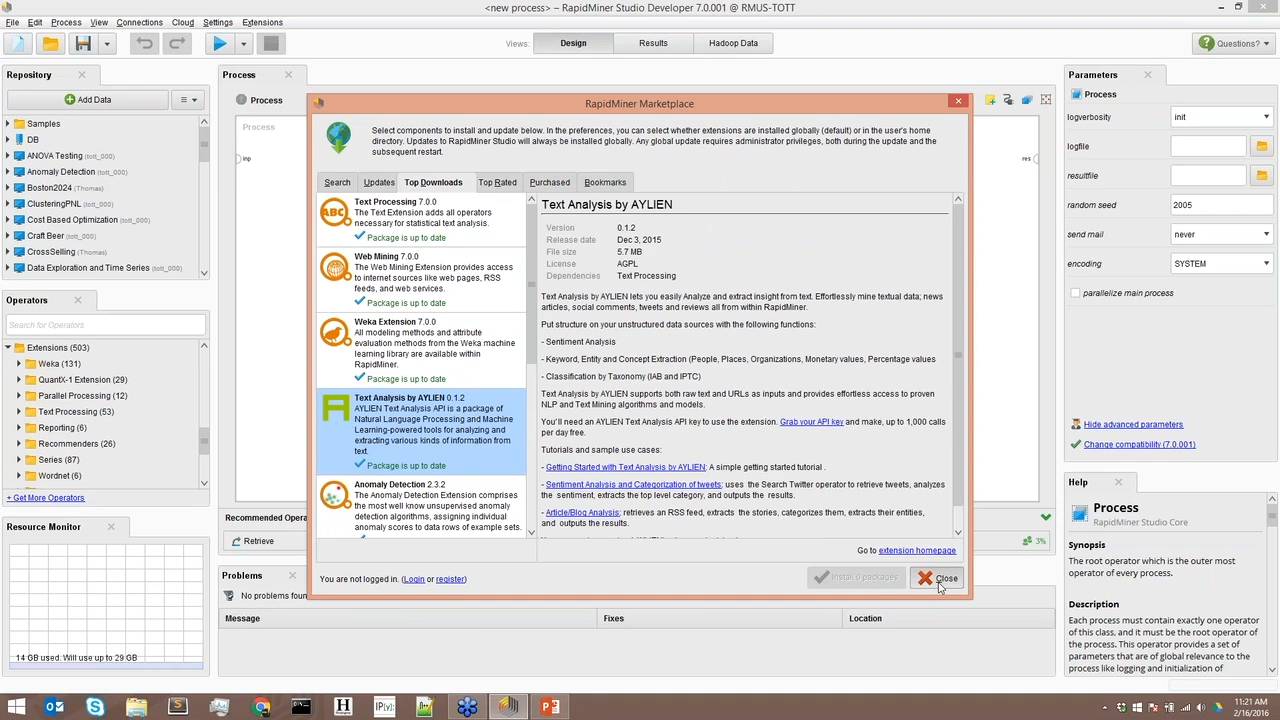 <new process> – RapidMiner Studio Developer 7.0.001 @ RMUS-TOTT
File Edit Process View Connections Cloud Settings Extensions
Views: Design Results Hadoop Data Questions?
Repository
Add Data
Samples
DB
ANOVA Testing (tott_000)
Anomaly Detection (tott_000)
Boston2024 (Thomas)
ClusteringPNL (tott_000)
Cost Based Optimization (tott_000)
Craft Beer (tott_000)
CrossSelling (Thomas)
Data Exploration and Time Series (tott_000)
Operators
Search for Operators
Extensions (503)
Weka (131)
QuantX-1 Extension (29)
Parallel Processing (12)
Text Processing (53)
Reporting (6)
Recommenders (26)
Series (87)
Wordnet (6)
+ Get More Operators
Resource Monitor
14 GB used. Will use up to 29 GB
Process
Process
Process
inp
res
Recommended Opera
Retrieve
3%
Problems
No problems foun
Message Fixes Location
RapidMiner Marketplace
Select components to install and update below. In the preferences, you can select whether extensions are installed globally (default) or in the user's home
directory. Updates to RapidMiner Studio will always be installed globally. Any global update requires administrator privileges, both during the update and the
subsequent restart.
Search Updates Top Downloads Top Rated Purchased Bookmarks
ABC
Text Processing 7.0.0
The Text Extension adds all operators
necessary for statistical text analysis.
Package is up to date
Web Mining 7.0.0
The Web Mining Extension provides access
to internet sources like web pages, RSS
feeds, and web services.
Package is up to date
Weka Extension 7.0.0
All modeling methods and attribute
evaluation methods from the Weka machine
learning library are available within
RapidMiner.
Package is up to date
Text Analysis by AYLIEN 0.1.2
AYLIEN Text Analysis API is a package of
Natural Language Processing and Machine
Learning-powered tools for analyzing and
extracting various kinds of information from
text.
Package is up to date
Anomaly Detection 2.3.2
The Anomaly Detection Extension comprises
the most well know unsupervised anomaly
detection algorithms, assigning individual
anomaly scores to data rows of example sets.
Text Analysis by AYLIEN
Version 0.1.2
Release date Dec 3, 2015
File size 5.7 MB
License AGPL
Dependencies Text Processing
Text Analysis by AYLIEN lets you easily Analyze and extract insight from text. Effortlessly mine textual data; news
articles, social comments, tweets and reviews all from within RapidMiner.
Put structure on your unstructured data sources with the following functions:
- Sentiment Analysis
- Keyword, Entity and Concept Extraction (People, Places, Organizations, Monetary values, Percentage values
- Classification by Taxonomy (IAB and IPTC)
Text Analysis by AYLIEN supports both raw text and URLs as inputs and provides effortless access to proven
NLP and Text Mining algorithms and models.
You'll need an AYLIEN Text Analysis API key to use the extension. Grab your API key and make, up to 1,000 calls
per day free.
Tutorials and sample use cases:
- Getting Started with Text Analysis by AYLIEN: A simple getting started tutorial .
- Sentiment Analysis and Categorization of tweets: uses the Search Twitter operator to retrieve tweets, analyzes
the sentiment, extracts the top level category, and outputs the results.
- Article/Blog Analysis: retrieves an RSS feed, extracts the stories, categorizes them, extracts their entities,
and outputs the results.
Go to extension homepage
You are not logged in. (Login or register)
Install 0 packages
Close
Parameters
Process
logverbosity init
logfile
resultfile
random seed 2005
send mail never
encoding SYSTEM
parallelize main process
Hide advanced parameters
Change compatibility (7.0.001)
Help
Process
RapidMiner Studio Core
Synopsis
The root operator which is the outer most
operator of every process.
Description
Each process must contain exactly one operator
of this class, and it must be the root operator of
the process. This operator provides a set of
parameters that are of global relevance to the
process like logging and initialization of
11:21 AM
2/16/2016